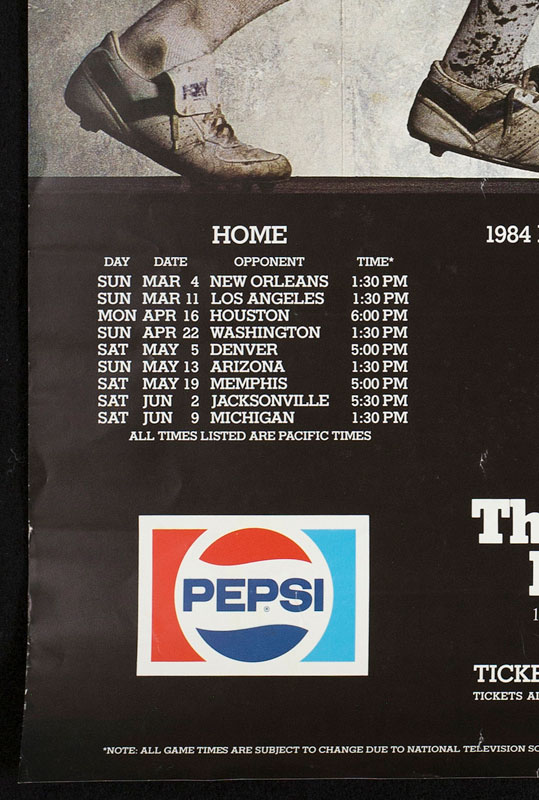 HOME
DAY DATE OPPONENT TIME*
SUN MAR 4 NEW ORLEANS 1:30 PM
SUN MAR 11 LOS ANGELES 1:30 PM
MON APR 16 HOUSTON 6:00 PM
SUN APR 22 WASHINGTON 1:30 PM
SAT MAY 5 DENVER 5:00 PM
SUN MAY 13 ARIZONA 1:30 PM
SAT MAY 19 MEMPHIS 5:00 PM
SAT JUN 2 JACKSONVILLE 5:30 PM
SAT JUN 9 MICHIGAN 1:30 PM
ALL TIMES LISTED ARE PACIFIC TIMES
PEPSI®
*NOTE: ALL GAME TIMES ARE SUBJECT TO CHANGE DUE TO NATIONAL TELEVISION
1984
Th
TICKE
TICKETS